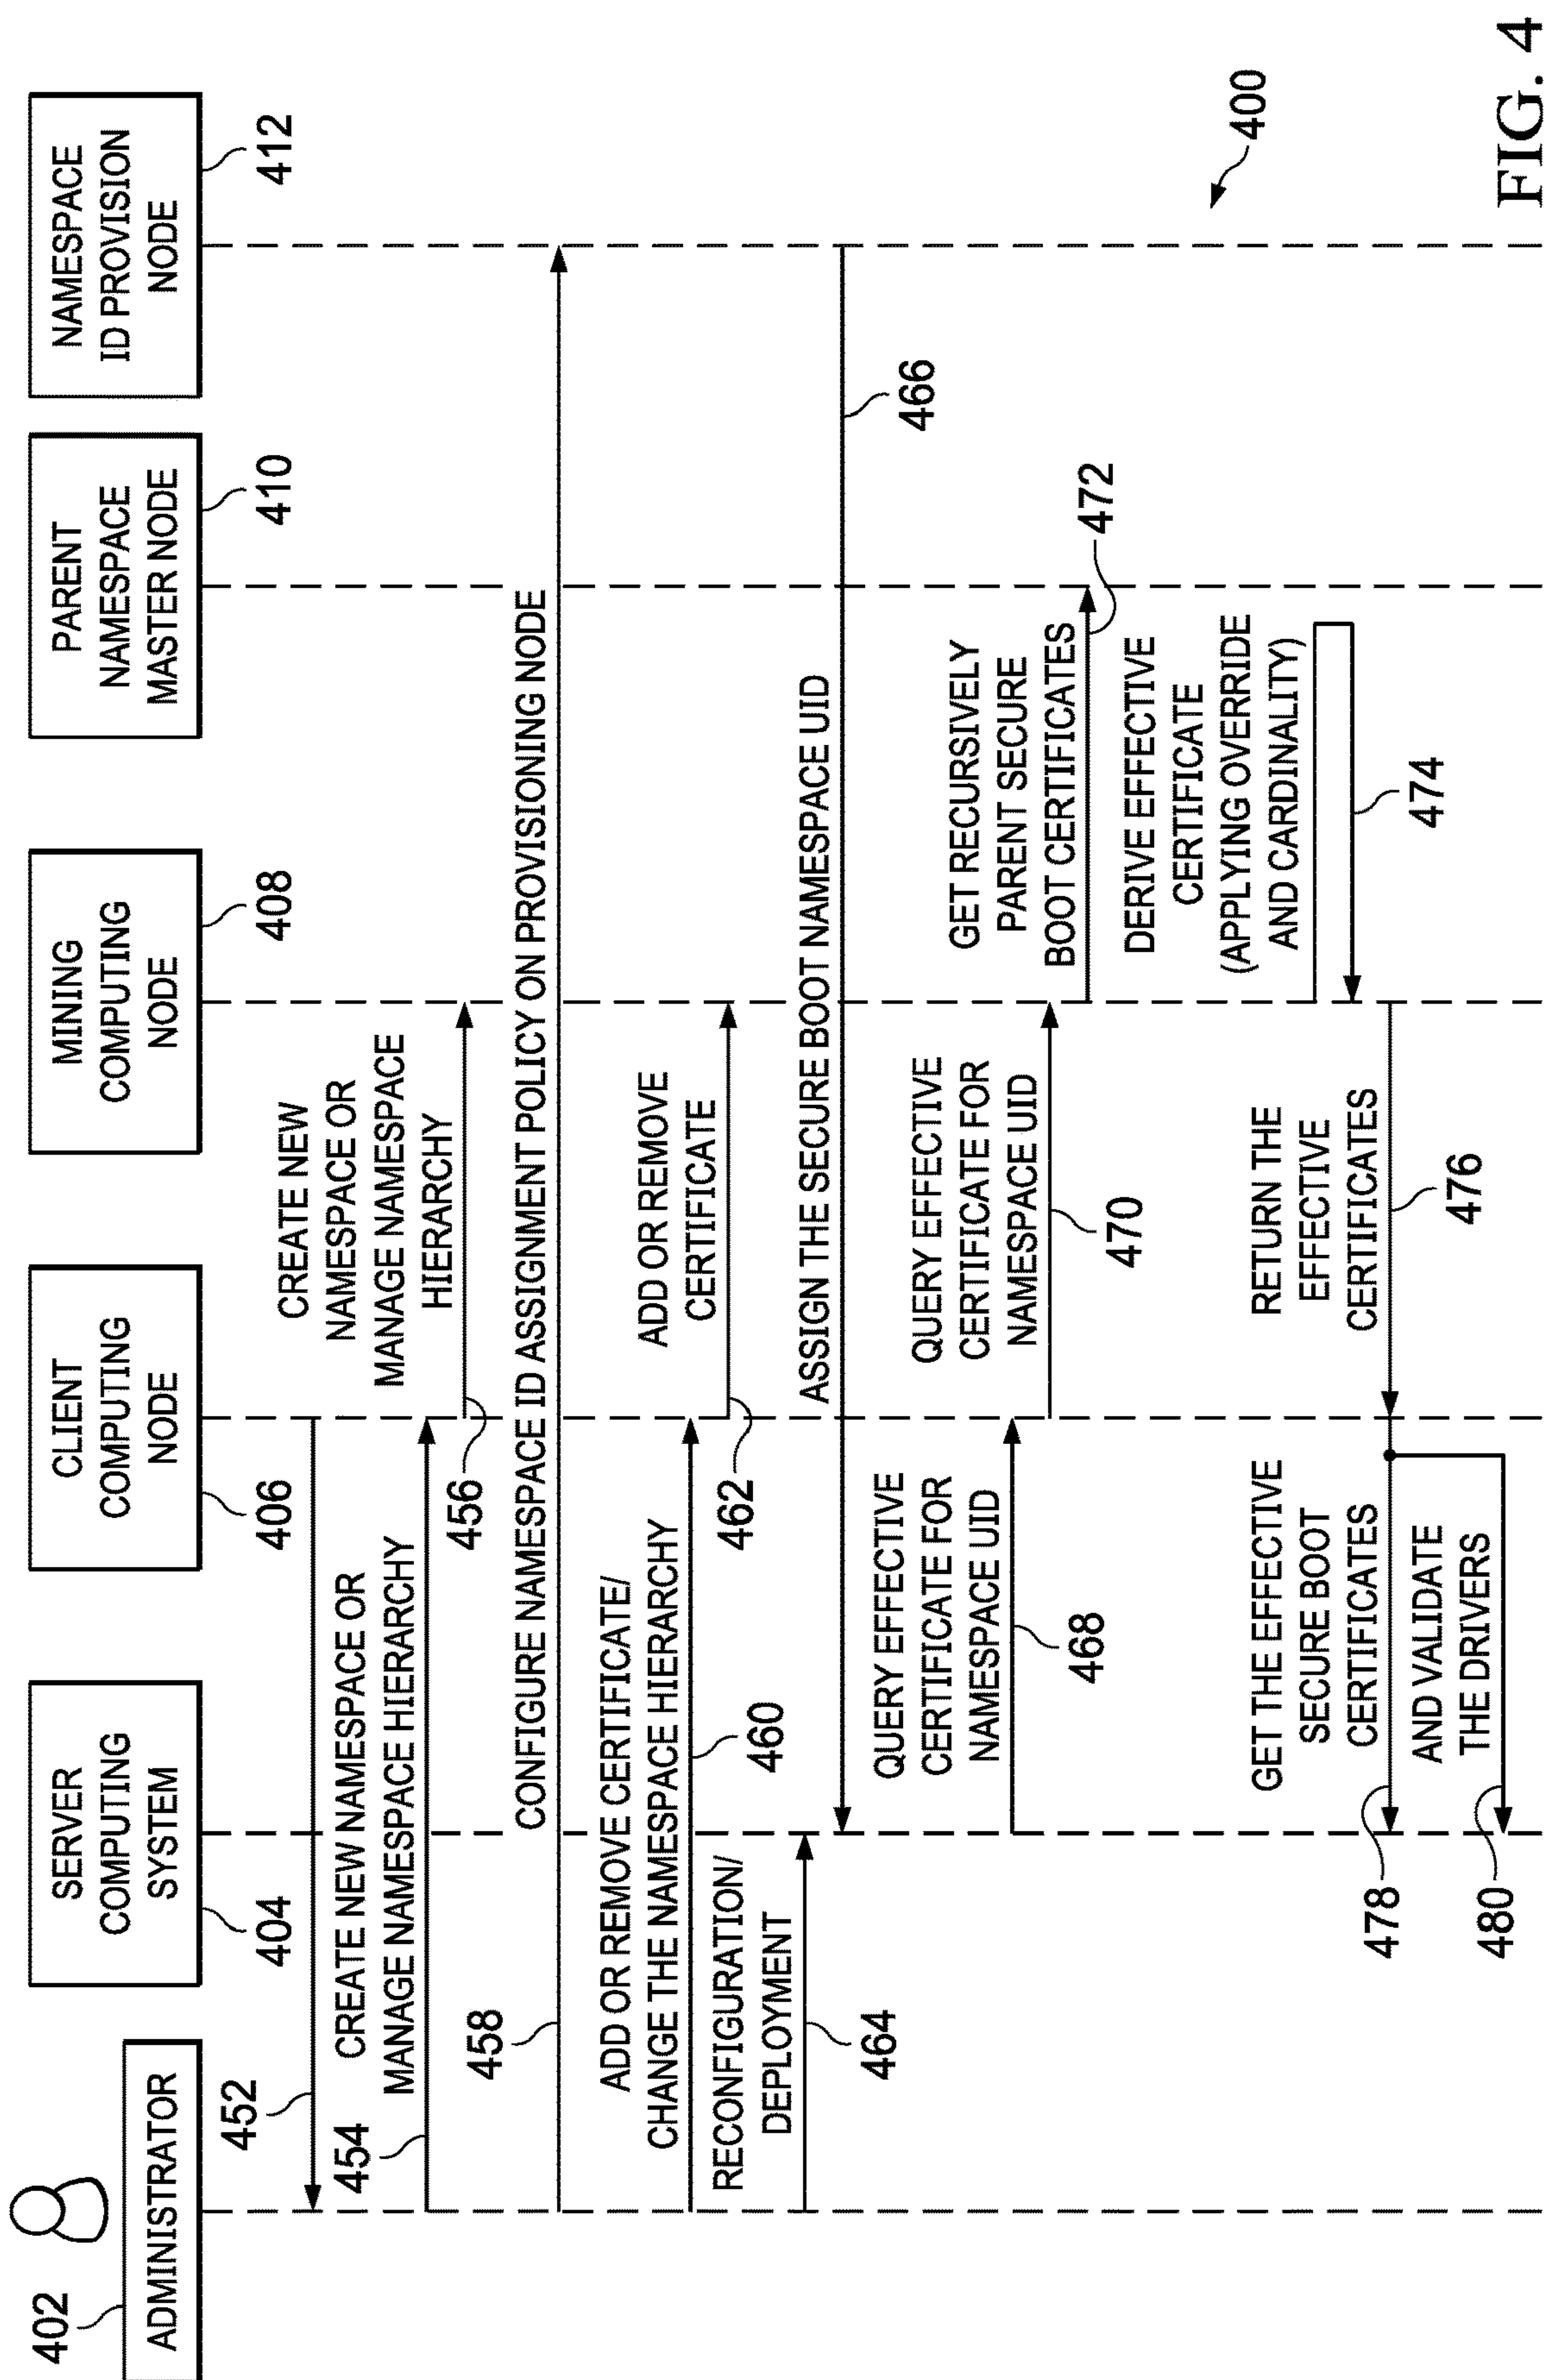 402
ADMINISTRATOR
SERVER
COMPUTING
SYSTEM
404
CLIENT
COMPUTING
NODE
406
MINING
COMPUTING
NODE
408
PARENT
NAMESPACE
MASTER NODE
410
NAMESPACE
ID PROVISION
NODE
412
452
CREATE NEW NAMESPACE OR
MANAGE NAMESPACE HIERARCHY
454
CREATE NEW
NAMESPACE OR
MANAGE NAMESPACE
HIERARCHY
456
CONFIGURE NAMESPACE ID ASSIGNMENT POLICY ON PROVISIONING NODE
458
ADD OR REMOVE CERTIFICATE/
CHANGE THE NAMESPACE HIERARCHY
460
ADD OR REMOVE
CERTIFICATE
462
RECONFIGURATION/
DEPLOYMENT
464
ASSIGN THE SECURE BOOT NAMESPACE UID
466
QUERY EFFECTIVE
CERTIFICATE FOR
NAMESPACE UID
468
QUERY EFFECTIVE
CERTIFICATE FOR
NAMESPACE UID
470
GET RECURSIVELY
PARENT SECURE
BOOT CERTIFICATES
472
DERIVE EFFECTIVE
CERTIFICATE
(APPLYING OVERRIDE
AND CARDINALITY)
474
RETURN THE
EFFECTIVE
CERTIFICATES
476
GET THE EFFECTIVE
SECURE BOOT
CERTIFICATES
478
AND VALIDATE
THE DRIVERS
480
400
FIG. 4